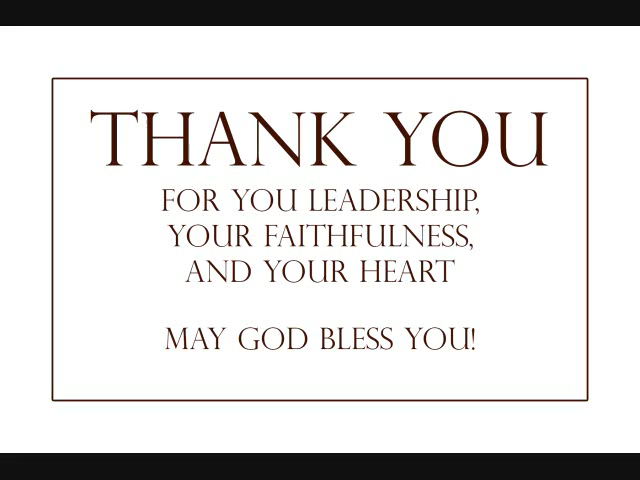 THANK YOU
FOR YOU LEADERSHIP,
YOUR FAITHFULNESS,
AND YOUR HEART
MAY GOD BLESS YOU!